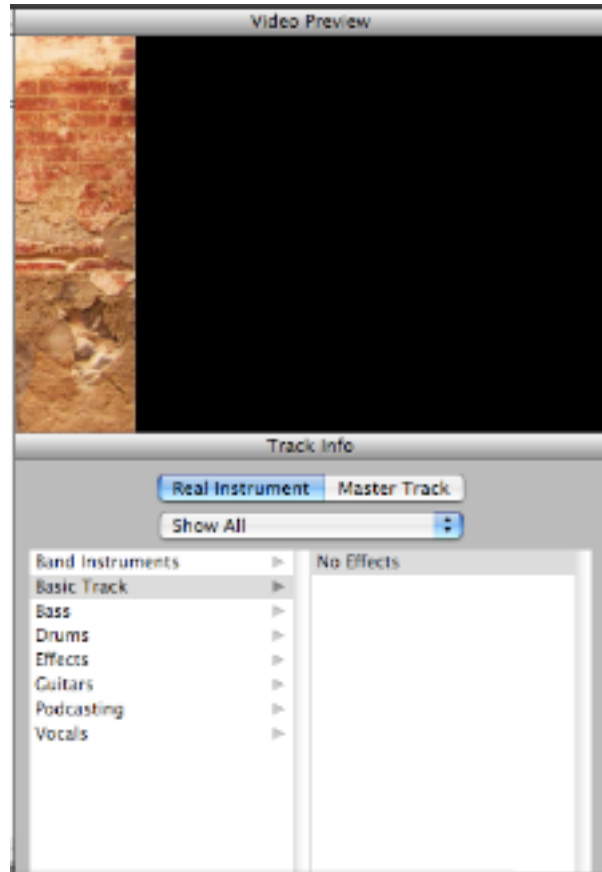 Video Preview
Track Info
Real Instrument Master Track
Show All
Band Instruments No Effects
Basic Track
Bass
Drums
Effects
Guitars
Podcasting
Vocals